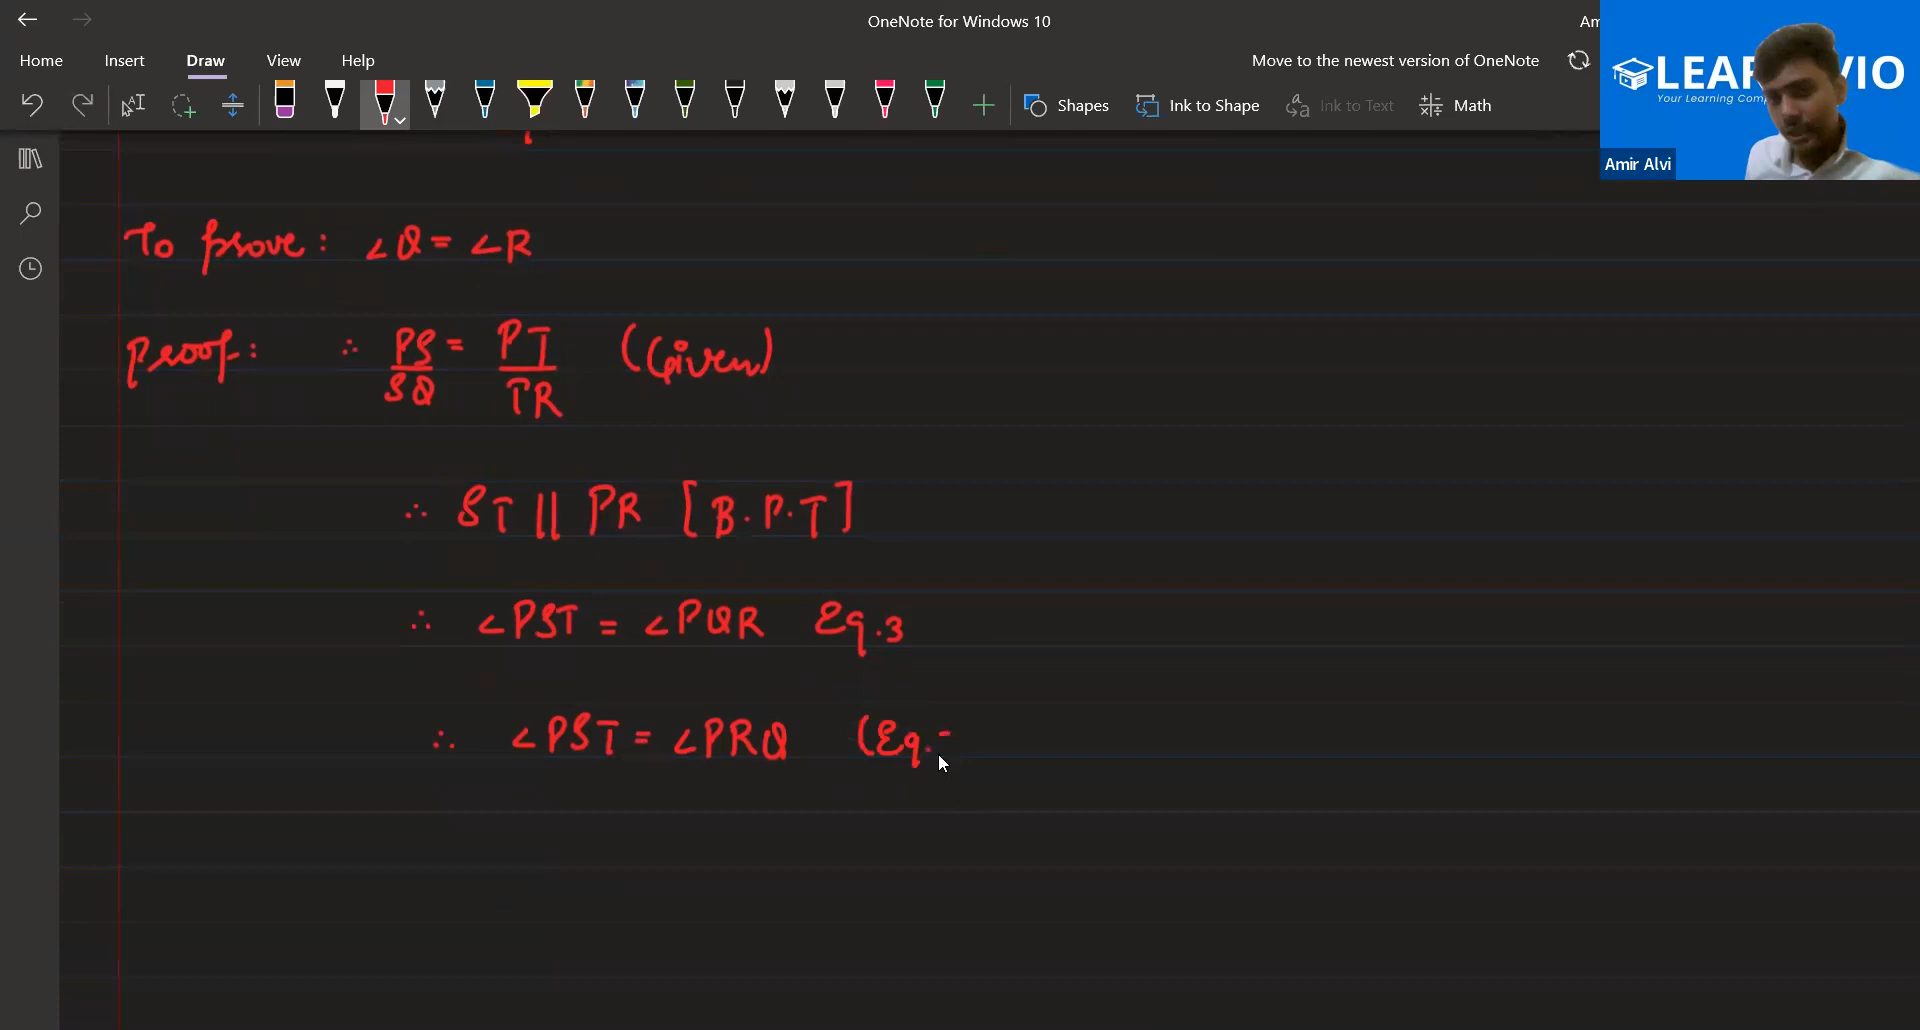 OneNote for Windows 10
Am
Home Insert Draw View Help
Move to the newest version of OneNote
Shapes Ink to Shape Ink to Text Math
Your Learning Com
Amir Alvi
To prove: ∠Q = ∠R
Proof: ∴ PS/SQ = PT/TR (Given)
∴ ST || PR [B.P.T]
∴ ∠PST = ∠PQR Eq.3
∴ ∠PST = ∠PRQ (Eq.